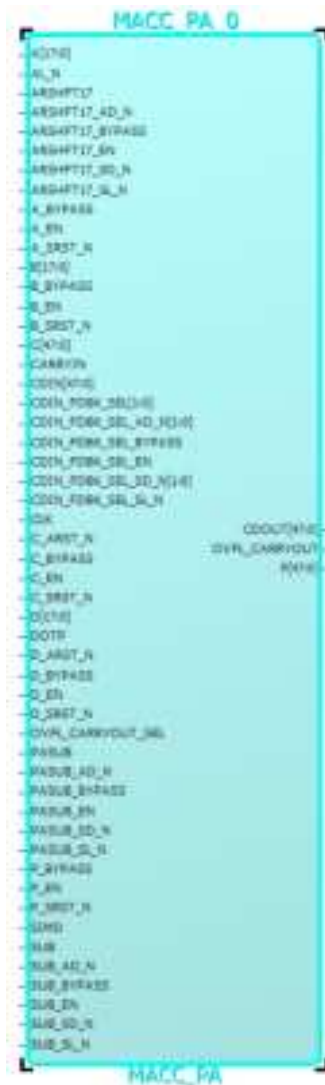 MACC_PA_0
A[17:0]
AL_N
ARSHFT17
ARSHFT17_AD_N
ARSHFT17_BYPASS
ARSHFT17_EN
ARSHFT17_SD_N
ARSHFT17_SL_N
A_BYPASS
A_EN
A_SRST_N
B[17:0]
B_BYPASS
B_EN
B_SRST_N
C[47:0]
CARRYIN
CDIN[47:0]
CDIN_FDBK_SEL[1:0]
CDIN_FDBK_SEL_AD_N[1:0]
CDIN_FDBK_SEL_BYPASS
CDIN_FDBK_SEL_EN
CDIN_FDBK_SEL_SD_N[1:0]
CDIN_FDBK_SEL_SL_N
CLK
C_ARST_N
C_BYPASS
C_EN
C_SRST_N
D[17:0]
DOTP
D_ARST_N
D_BYPASS
D_EN
D_SRST_N
OVFL_CARRYOUT_SEL
PASUB
PASUB_AD_N
PASUB_BYPASS
PASUB_EN
PASUB_SD_N
PASUB_SL_N
P_BYPASS
P_EN
P_SRST_N
SIMD
SUB
SUB_AD_N
SUB_BYPASS
SUB_EN
SUB_SD_N
SUB_SL_N
CDOUT[47:0]
OVFL_CARRYOUT
P[47:0]
MACC_PA